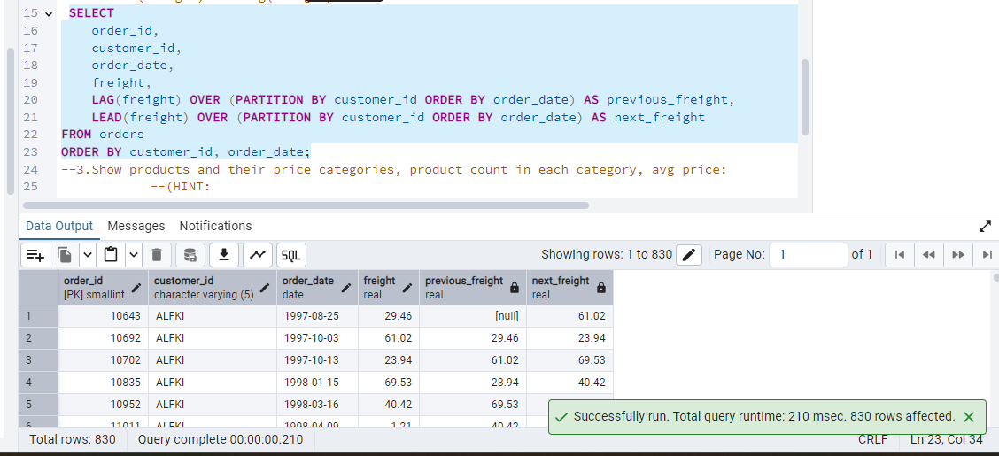 15 SELECT
16 order_id,
17 customer_id,
18 order_date,
19 freight,
20 LAG(freight) OVER (PARTITION BY customer_id ORDER BY order_date) AS previous_freight,
21 LEAD(freight) OVER (PARTITION BY customer_id ORDER BY order_date) AS next_freight
22 FROM orders
23 ORDER BY customer_id, order_date;
24 --3.Show products and their price categories, product count in each category, avg price:
25 --(HINT:
Data Output Messages Notifications
SQL Showing rows: 1 to 830 Page No: 1 of 1
order_id customer_id order_date freight previous_freight next_freight
[PK] smallint character varying (5) date real real real
1 10643 ALFKI 1997-08-25 29.46 [null] 61.02
2 10692 ALFKI 1997-10-03 61.02 29.46 23.94
3 10702 ALFKI 1997-10-13 23.94 61.02 69.53
4 10835 ALFKI 1998-01-15 69.53 23.94 40.42
5 10952 ALFKI 1998-03-16 40.42 69.53
6 11011 ALFKI 1998-04-09 1.21 40.42
Successfully run. Total query runtime: 210 msec. 830 rows affected.
Total rows: 830 Query complete 00:00:00.210 CRLF Ln 23, Col 34